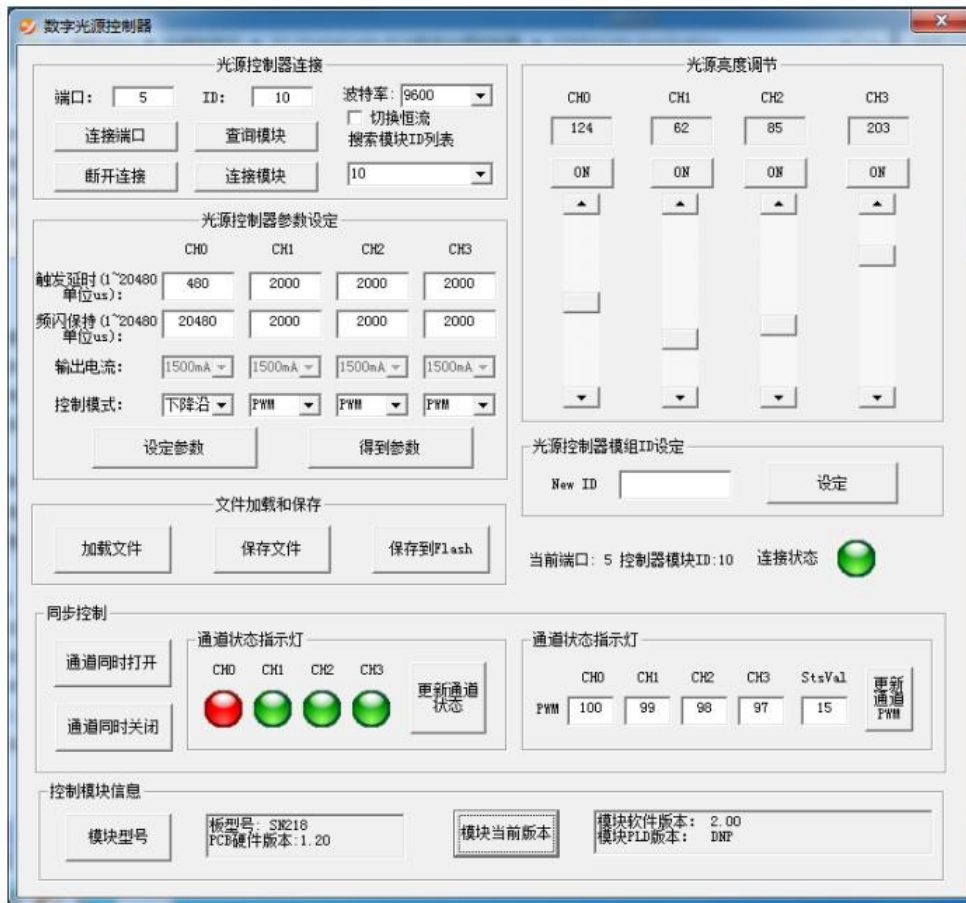 数字光源控制器
光源控制器连接
端口: 5 ID: 10 波特率: 9600
切换恒流
连接端口 查询模块 搜索模块ID列表
断开连接 连接模块 10
光源亮度调节
CH0 CH1 CH2 CH3
124 62 85 203
ON ON ON ON
光源控制器参数设定
CH0 CH1 CH2 CH3
触发延时(1~20480
单位us): 480 2000 2000 2000
频闪保持(1~20480
单位us): 20480 2000 2000 2000
输出电流: 1500mA 1500mA 1500mA 1500mA
控制模式: 下降沿 PWM PWM PWM
设定参数 得到参数
光源控制器模组ID设定
New ID 设定
文件加载和保存
加载文件 保存文件 保存到Flash
当前端口: 5 控制器模块ID:10 连接状态
同步控制
通道同时打开
通道同时关闭
通道状态指示灯
CH0 CH1 CH2 CH3
更新通道
状态
通道状态指示灯
CH0 CH1 CH2 CH3 StsVal
PWM 100 99 98 97 15
更新
通道
PWM
控制模块信息
模块型号
板型号: SN218
PCB硬件版本:1.20
模块当前版本
模块软件版本: 2.00
模块PLD版本: DNP